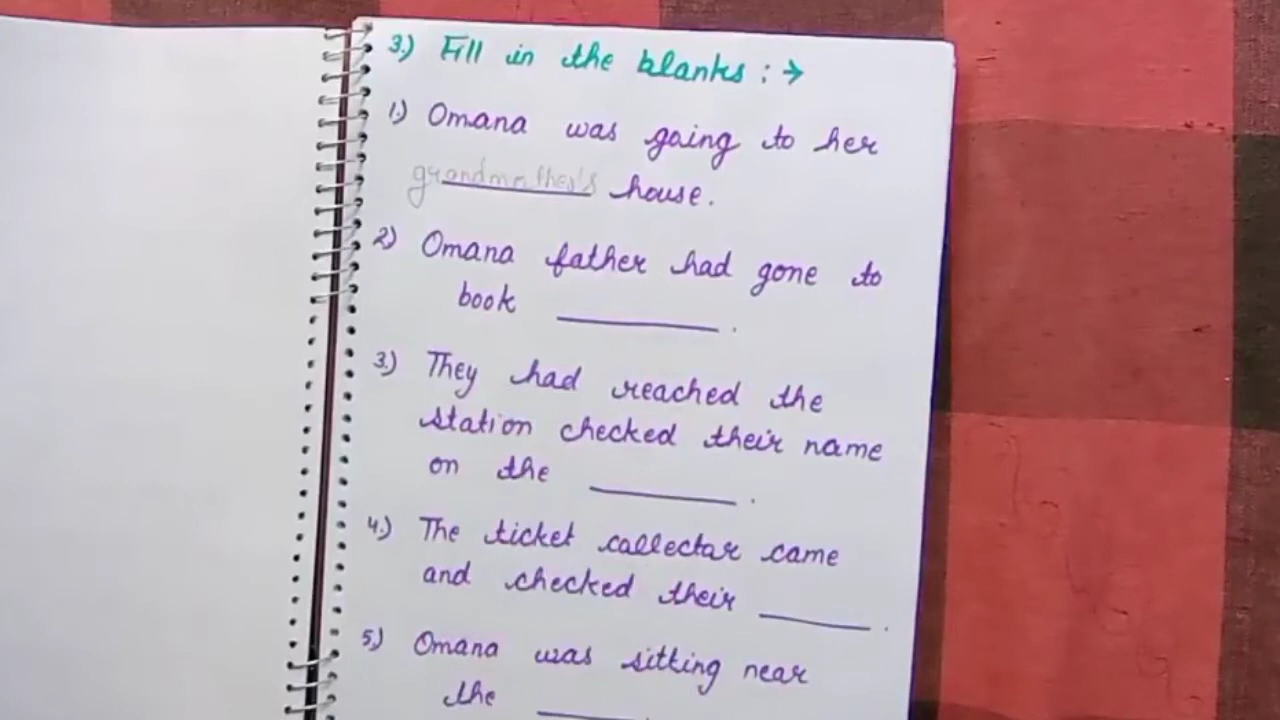 3.) Fill in the blanks : →
1.) Omana was going to her
grandmother's house.
2) Omana father had gone to
book ________ .
3.) They had reached the
station checked their name
on the ________ .
4.) The ticket collectar came
and checked their ________ .
5.) Omana was sitting near
the ________